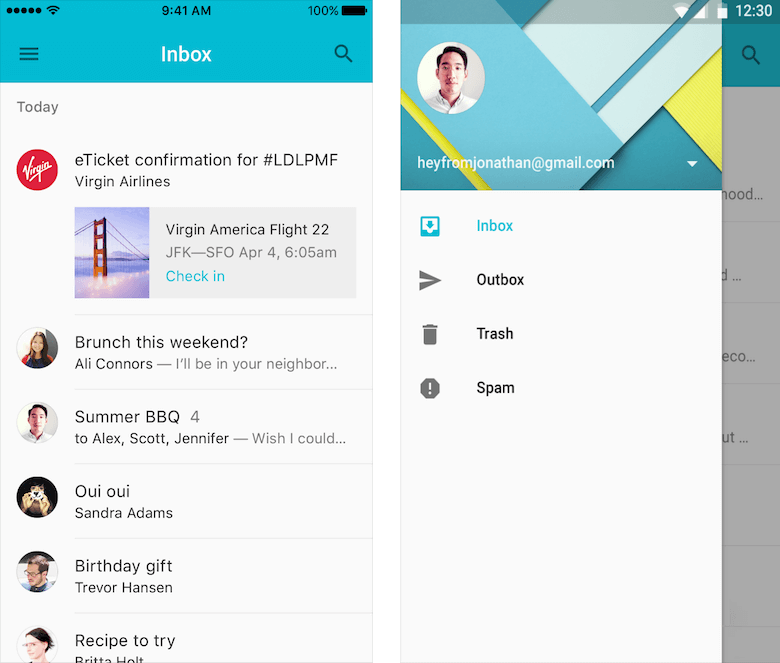 9:41 AM
100%
Inbox
Today
Virgin
eTicket confirmation for #LDLPMF
Virgin Airlines
Virgin America Flight 22
JFK—SFO Apr 4, 6:05am
Check in
Brunch this weekend?
Ali Connors — I’ll be in your neighbor...
Summer BBQ 4
to Alex, Scott, Jennifer — Wish I could...
Oui oui
Sandra Adams
Birthday gift
Trevor Hansen
Recipe to try
Britta Holt
12:30
heyfromjonathan@gmail.com
Inbox
Outbox
Trash
Spam
hood...
d ...
eco...
ut ...